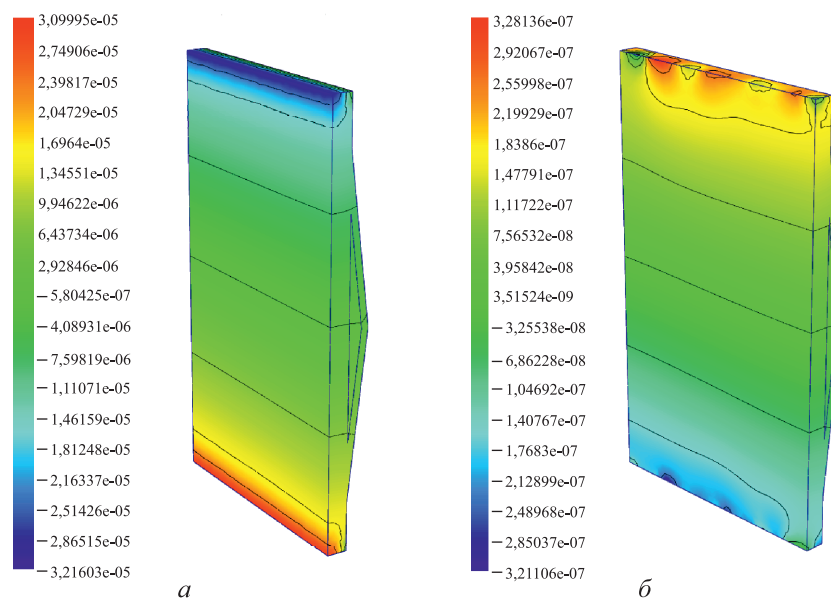 3,09995e-05
2,74906e-05
2,39817e-05
2,04729e-05
1,6964e-05
1,34551e-05
9,94622e-06
6,43734e-06
2,92846e-06
−5,80425e-07
−4,08931e-06
−7,59819e-06
−1,11071e-05
−1,46159e-05
−1,81248e-05
−2,16337e-05
−2,51426e-05
−2,86515e-05
−3,21603e-05
а
3,28136e-07
2,92067e-07
2,55998e-07
2,19929e-07
1,8386e-07
1,47791e-07
1,11722e-07
7,56532e-08
3,95842e-08
3,51524e-09
−3,25538e-08
−6,86228e-08
−1,04692e-07
−1,40767e-07
−1,7683e-07
−2,12899e-07
−2,48968e-07
−2,85037e-07
−3,21106e-07
б